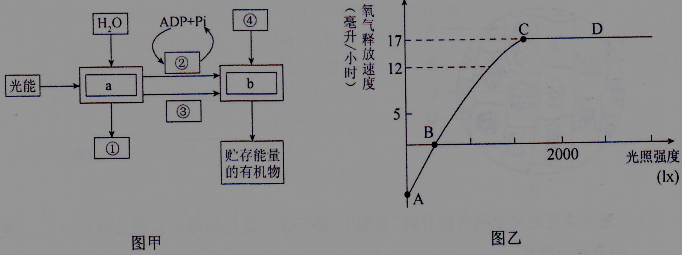 H₂O
ADP+Pi
④
光能
a
②
b
③
①
贮存能量
的有机物
图甲
氧气释放速度
(毫升/小时)
17
12
5
A
B
C
D
2000
光照强度
(lx)
图乙